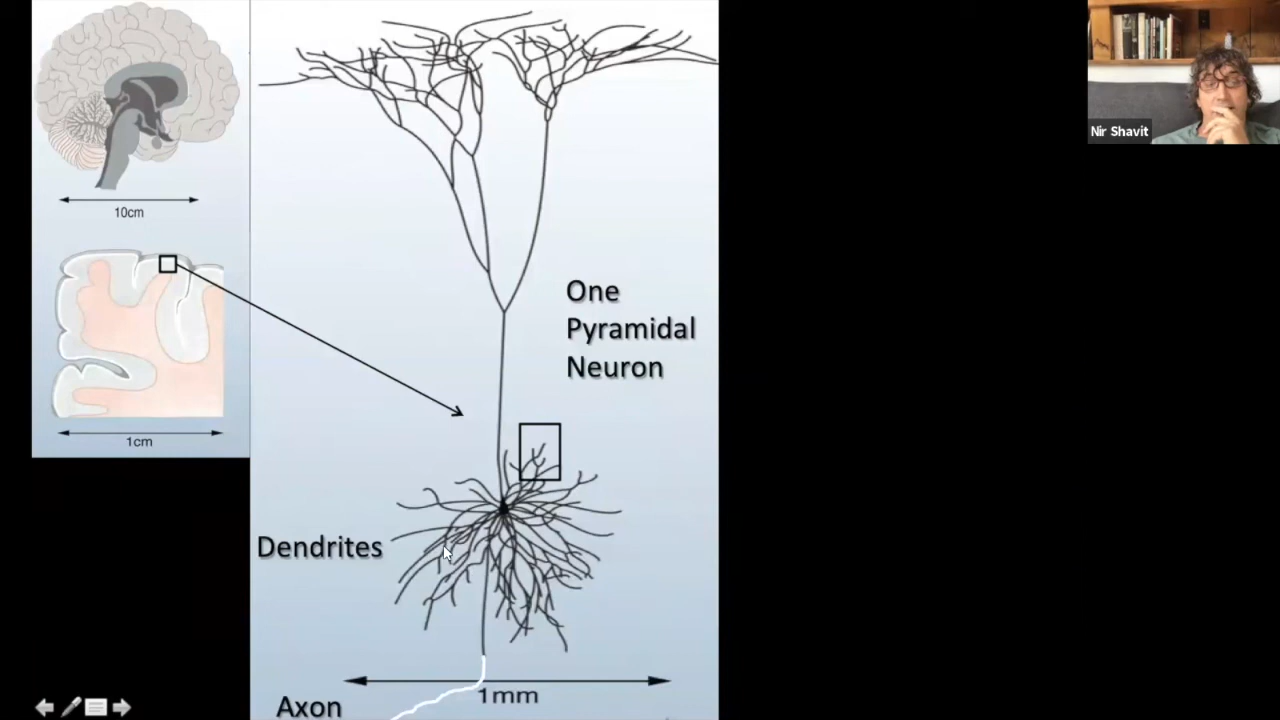 10cm
1cm
One
Pyramidal
Neuron
Dendrites
1mm
Axon
Nir Shavit